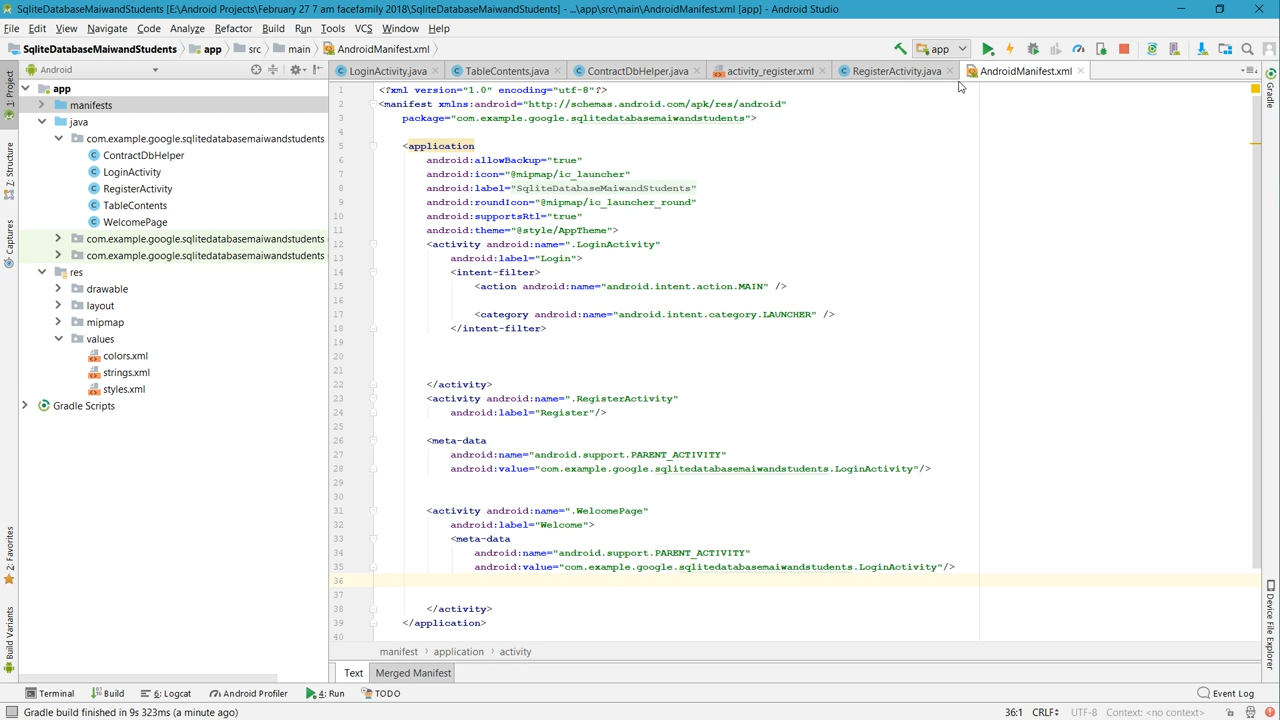 SqliteDatabaseMaiwandStudents [E:\Android Projects\February 27 7 am facefamily 2018\SqliteDatabaseMaiwandStudents] - ...\app\src\main\AndroidManifest.xml [app] - Android Studio
File Edit View Navigate Code Analyze Refactor Build Run Tools VCS Window Help
SqliteDatabaseMaiwandStudents app src main AndroidManifest.xml app
Android LoginActivity.java TableContents.java ContractDbHelper.java activity_register.xml RegisterActivity.java AndroidManifest.xml
1: Project
Z: Structure
Captures
2: Favorites
Build Variants
app
manifests
java
com.example.google.sqlitedatabasemaiwandstudents
ContractDbHelper
LoginActivity
RegisterActivity
TableContents
WelcomePage
com.example.google.sqlitedatabasemaiwandstudents
com.example.google.sqlitedatabasemaiwandstudents
res
drawable
layout
mipmap
values
colors.xml
strings.xml
styles.xml
Gradle Scripts
1 <?xml version="1.0" encoding="utf-8"?>
2 <manifest xmlns:android="http://schemas.android.com/apk/res/android"
3 package="com.example.google.sqlitedatabasemaiwandstudents">
4
5 <application
6 android:allowBackup="true"
7 android:icon="@mipmap/ic_launcher"
8 android:label="SqliteDatabaseMaiwandStudents"
9 android:roundIcon="@mipmap/ic_launcher_round"
10 android:supportsRtl="true"
11 android:theme="@style/AppTheme">
12 <activity android:name=".LoginActivity"
13 android:label="Login">
14 <intent-filter>
15 <action android:name="android.intent.action.MAIN" />
16
17 <category android:name="android.intent.category.LAUNCHER" />
18 </intent-filter>
19
20
21
22 </activity>
23 <activity android:name=".RegisterActivity"
24 android:label="Register"/>
25
26 <meta-data
27 android:name="android.support.PARENT_ACTIVITY"
28 android:value="com.example.google.sqlitedatabasemaiwandstudents.LoginActivity"/>
29
30
31 <activity android:name=".WelcomePage"
32 android:label="Welcome">
33 <meta-data
34 android:name="android.support.PARENT_ACTIVITY"
35 android:value="com.example.google.sqlitedatabasemaiwandstudents.LoginActivity"/>
36
37
38 </activity>
39 </application>
40
manifest application activity
Text Merged Manifest
Gradle
Device File Explorer
Terminal Build 6: Logcat Android Profiler 4: Run TODO Event Log
Gradle build finished in 9s 323ms (a minute ago) 36:1 CRLF UTF-8 Context: <no context>